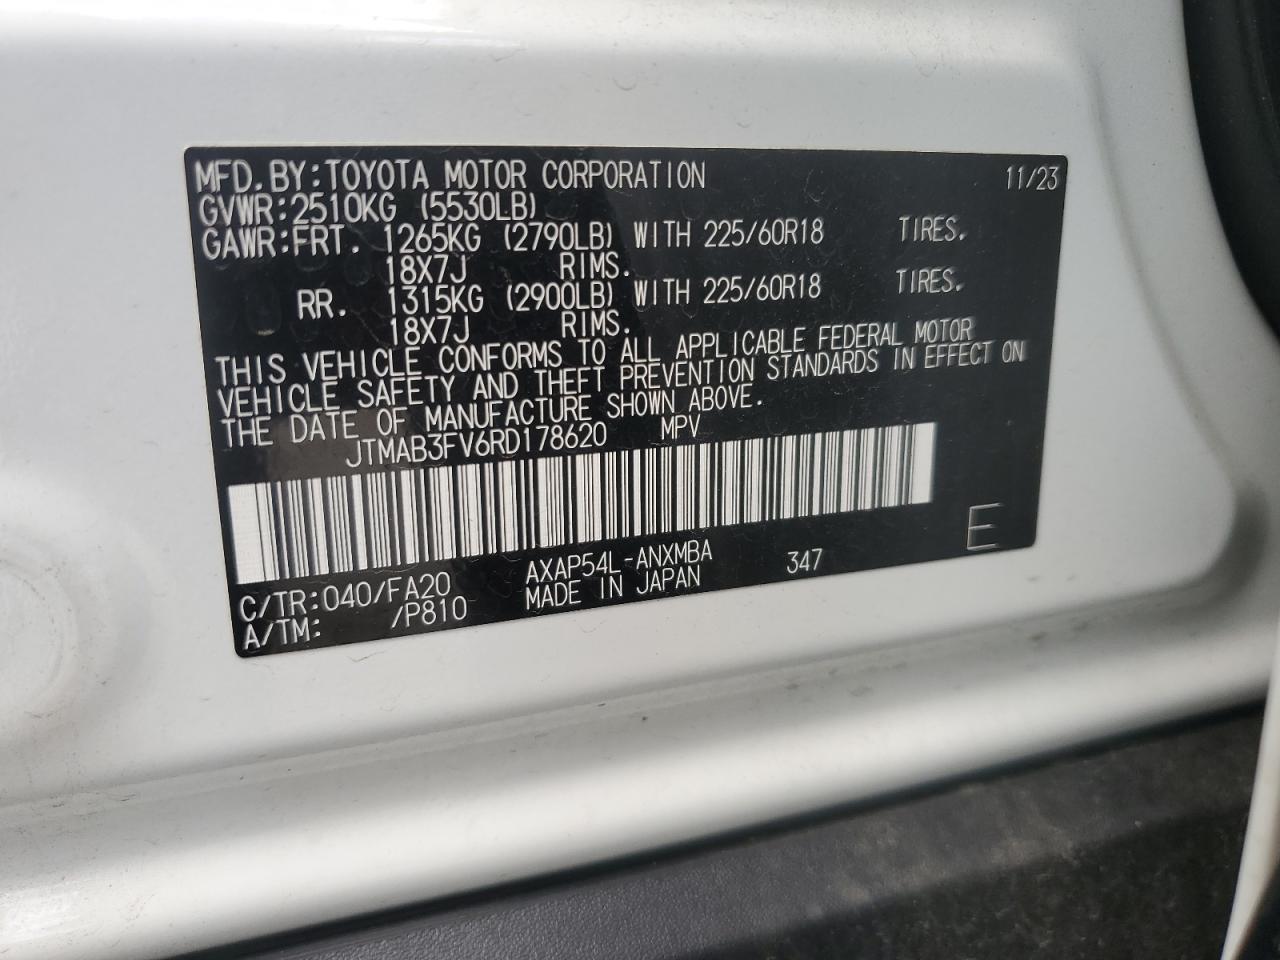 MFD. BY: TOYOTA MOTOR CORPORATION 11/23
GVWR: 2510KG (5530LB)
GAWR: FRT. 1265KG (2790LB) WITH 225/60R18 TIRES.
18X7J RIMS.
RR. 1315KG (2900LB) WITH 225/60R18 TIRES.
18X7J RIMS.
THIS VEHICLE CONFORMS TO ALL APPLICABLE FEDERAL MOTOR
VEHICLE SAFETY AND THEFT PREVENTION STANDARDS IN EFFECT ON
THE DATE OF MANUFACTURE SHOWN ABOVE.
JTMAB3FV6RD178620 MPV
C/TR: 040/FA20 AXAP54L-ANXMBA 347 E
A/TM: /P810 MADE IN JAPAN